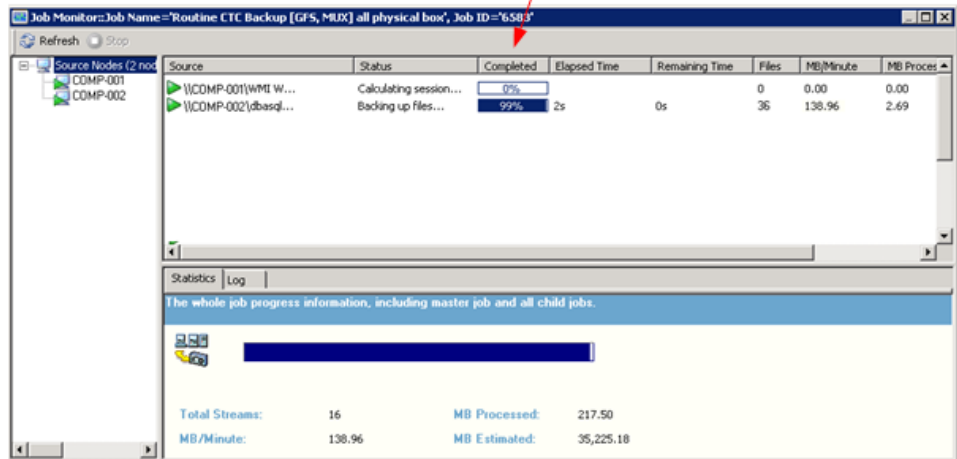 Job Monitor::Job Name='Routine CTC Backup [GFS, MUX] all physical box', Job ID='6583'
Refresh Stop
Source Nodes (2 nod
COMP-001
COMP-002
Source Status Completed Elapsed Time Remaining Time Files MB/Minute MB Proces
\\COMP-001\WMI W... Calculating session... 0% 0 0.00 0.00
\\COMP-002\dbasql... Backing up files... 99% 2s 0s 36 138.96 2.69
Statistics Log
The whole job progress information, including master job and all child jobs.
Total Streams: 16 MB Processed: 217.50
MB/Minute: 138.96 MB Estimated: 35,225.18